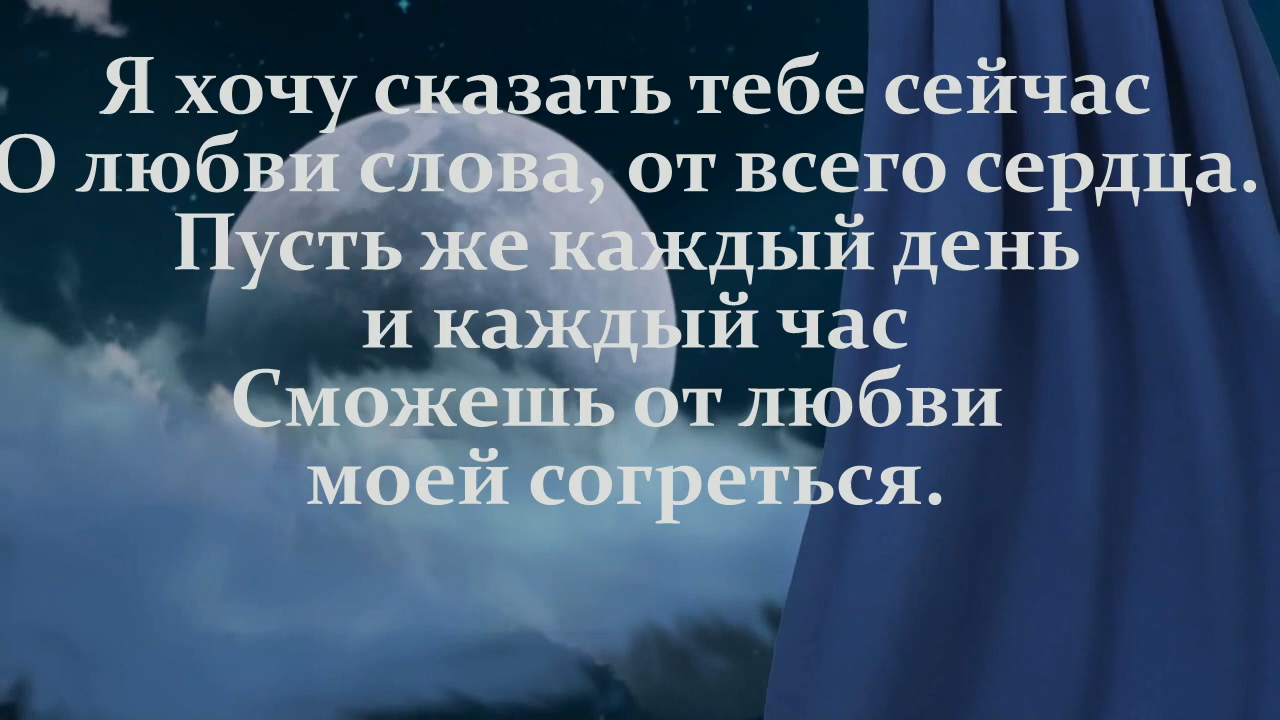 Я хочу сказать тебе сейчас
О любви слова, от всего сердца.
Пусть же каждый день
и каждый час
Сможешь от любви
моей согреться.